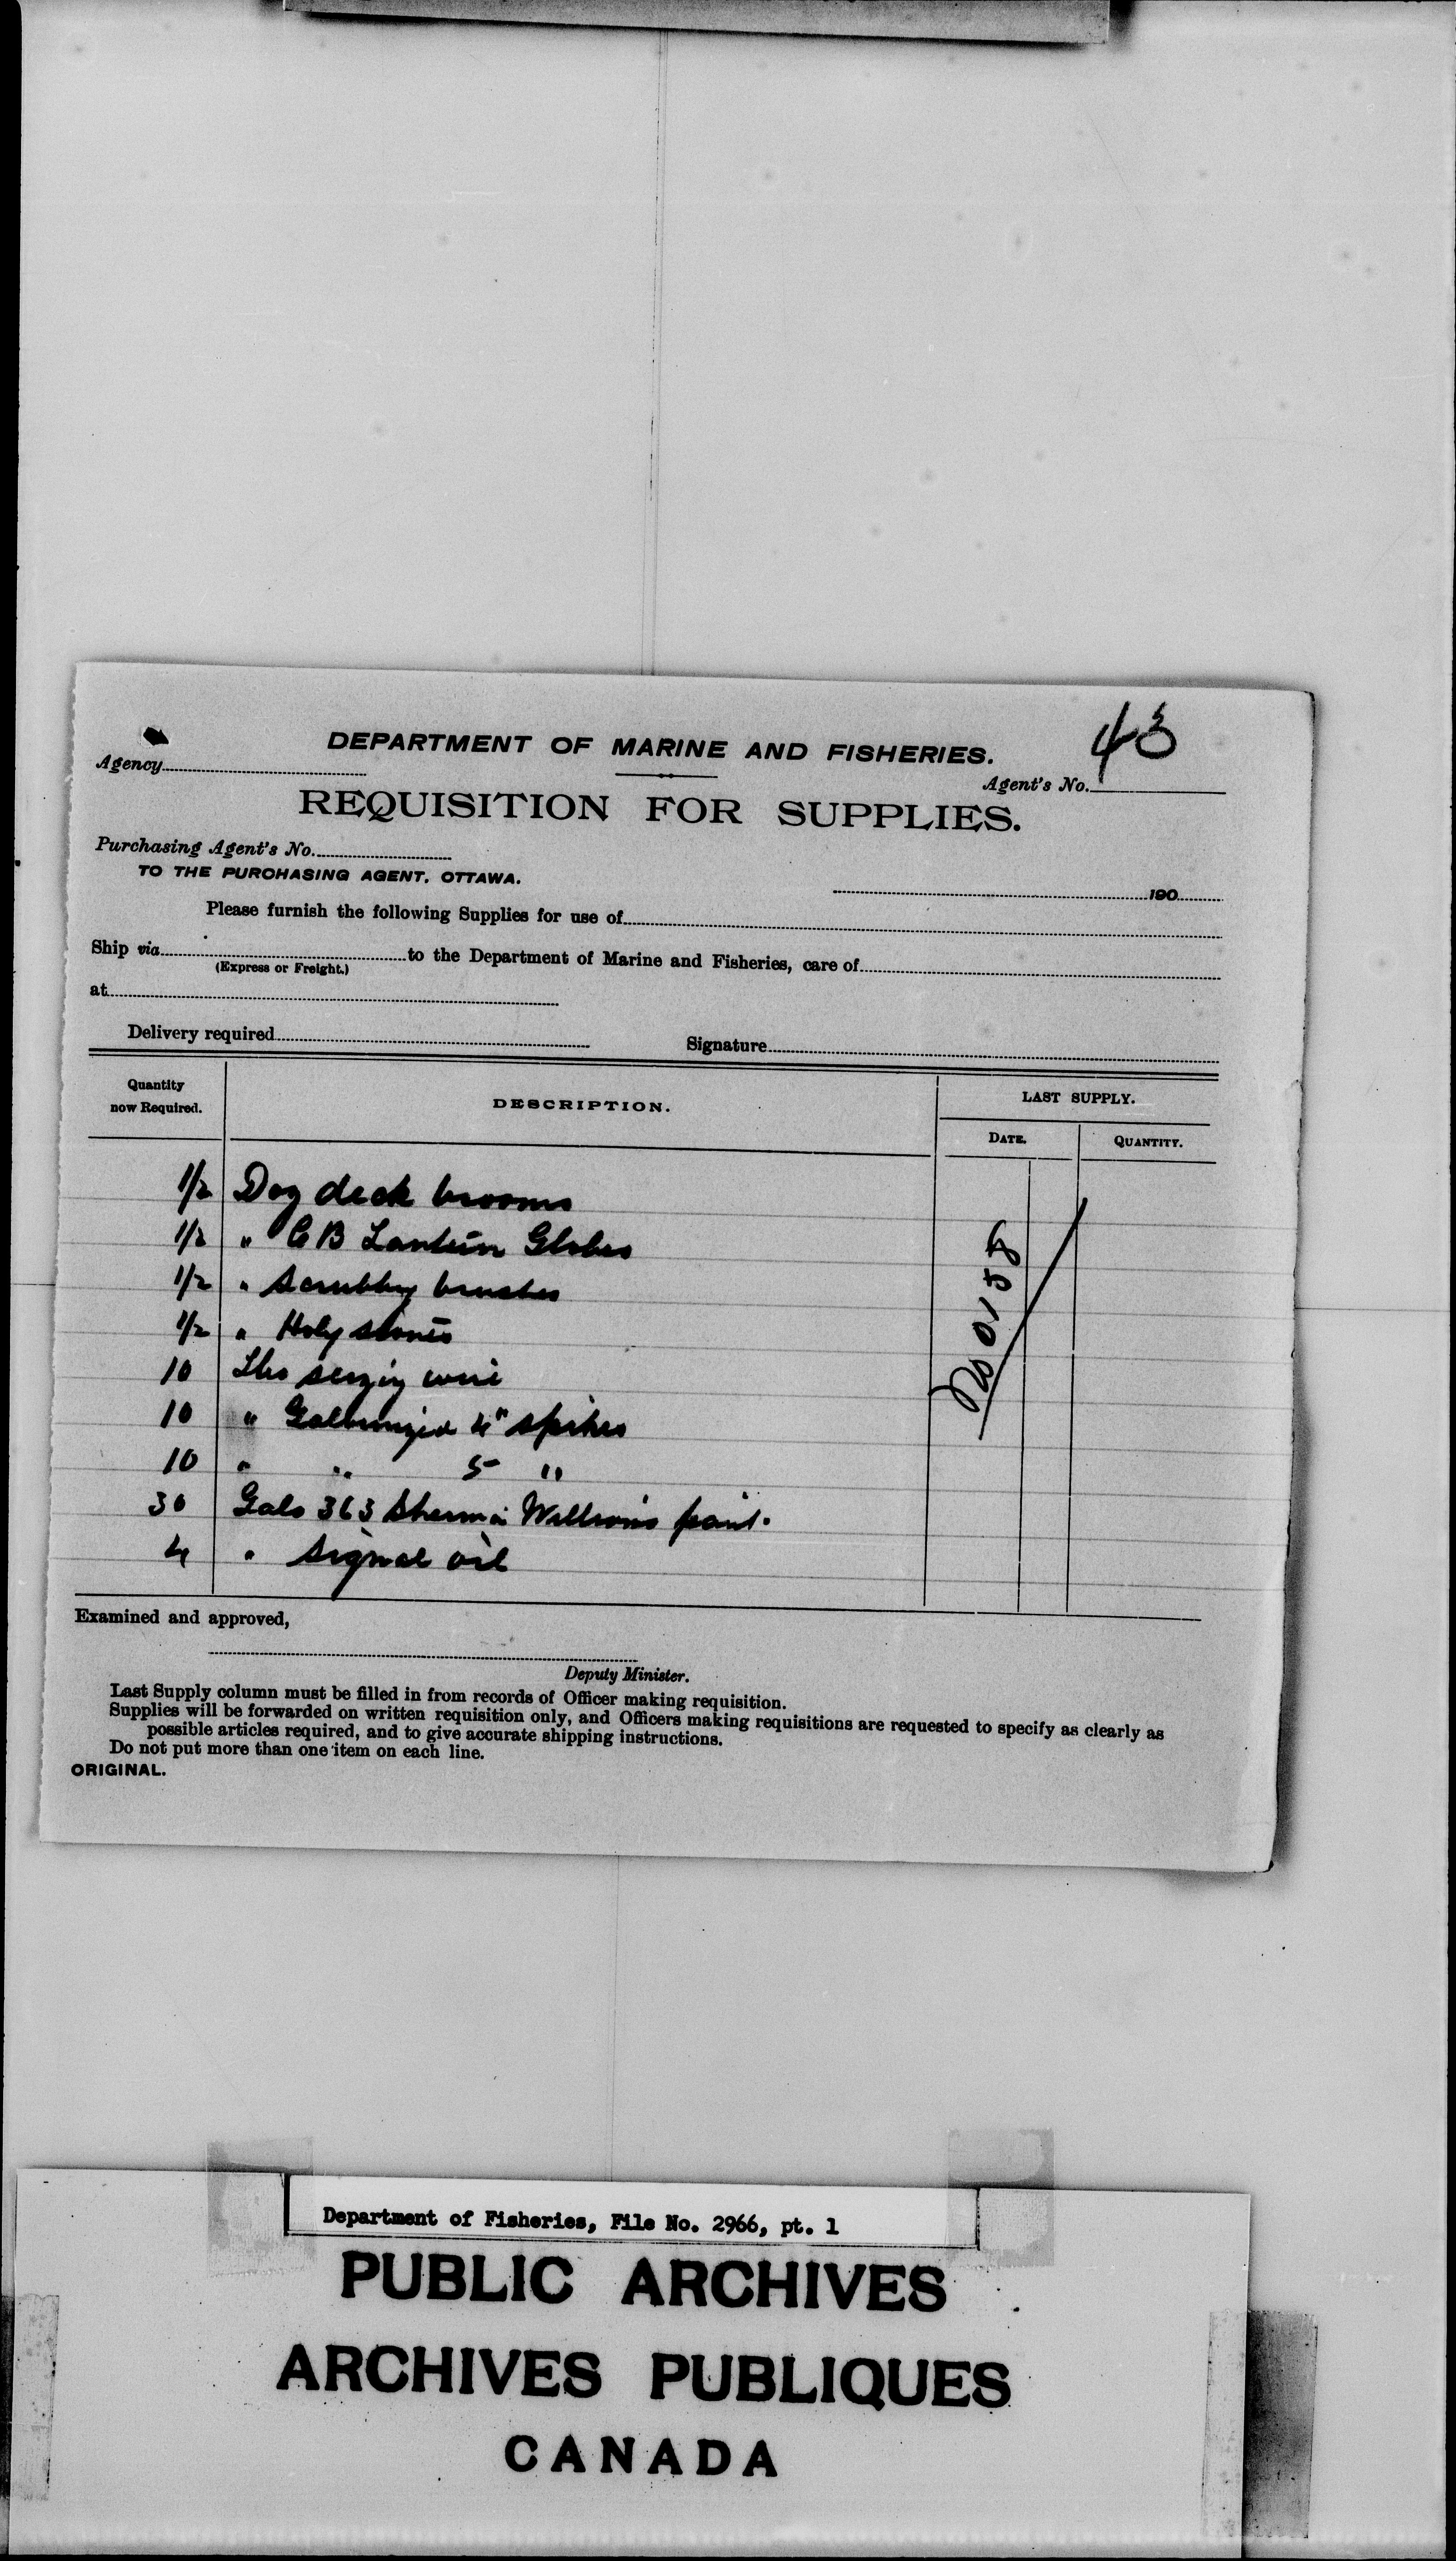 DEPARTMENT OF MARINE AND FISHERIES.
43
Agency
Agent's No.
REQUISITION FOR SUPPLIES.
Purchasing Agent's No.
TO THE PURCHASING AGENT, OTTAWA.
190
Please furnish the following Supplies for use of
Ship via to the Department of Marine and Fisheries, care of
(Express or Freight.)
at
Delivery required Signature
Quantity now Required. DESCRIPTION. LAST SUPPLY.
DATE. QUANTITY.
1/2 Doz deck brooms
1/2 " C B Lantern Globes
1/2 " Scrubbing brushes
1/2 " Holy stones
10 Lbs seizing wire
10 " Galvanized 4" spikes
10 " " 5 "
30 Gals 363 Sherwin Williams paint.
4 " Signal oil
No 0158
Examined and approved,
Deputy Minister.
Last Supply column must be filled in from records of Officer making requisition.
Supplies will be forwarded on written requisition only, and Officers making requisitions are requested to specify as clearly as
possible articles required, and to give accurate shipping instructions.
Do not put more than one item on each line.
ORIGINAL.
Department of Fisheries, File No. 2966, pt. 1
PUBLIC ARCHIVES
ARCHIVES PUBLIQUES
CANADA